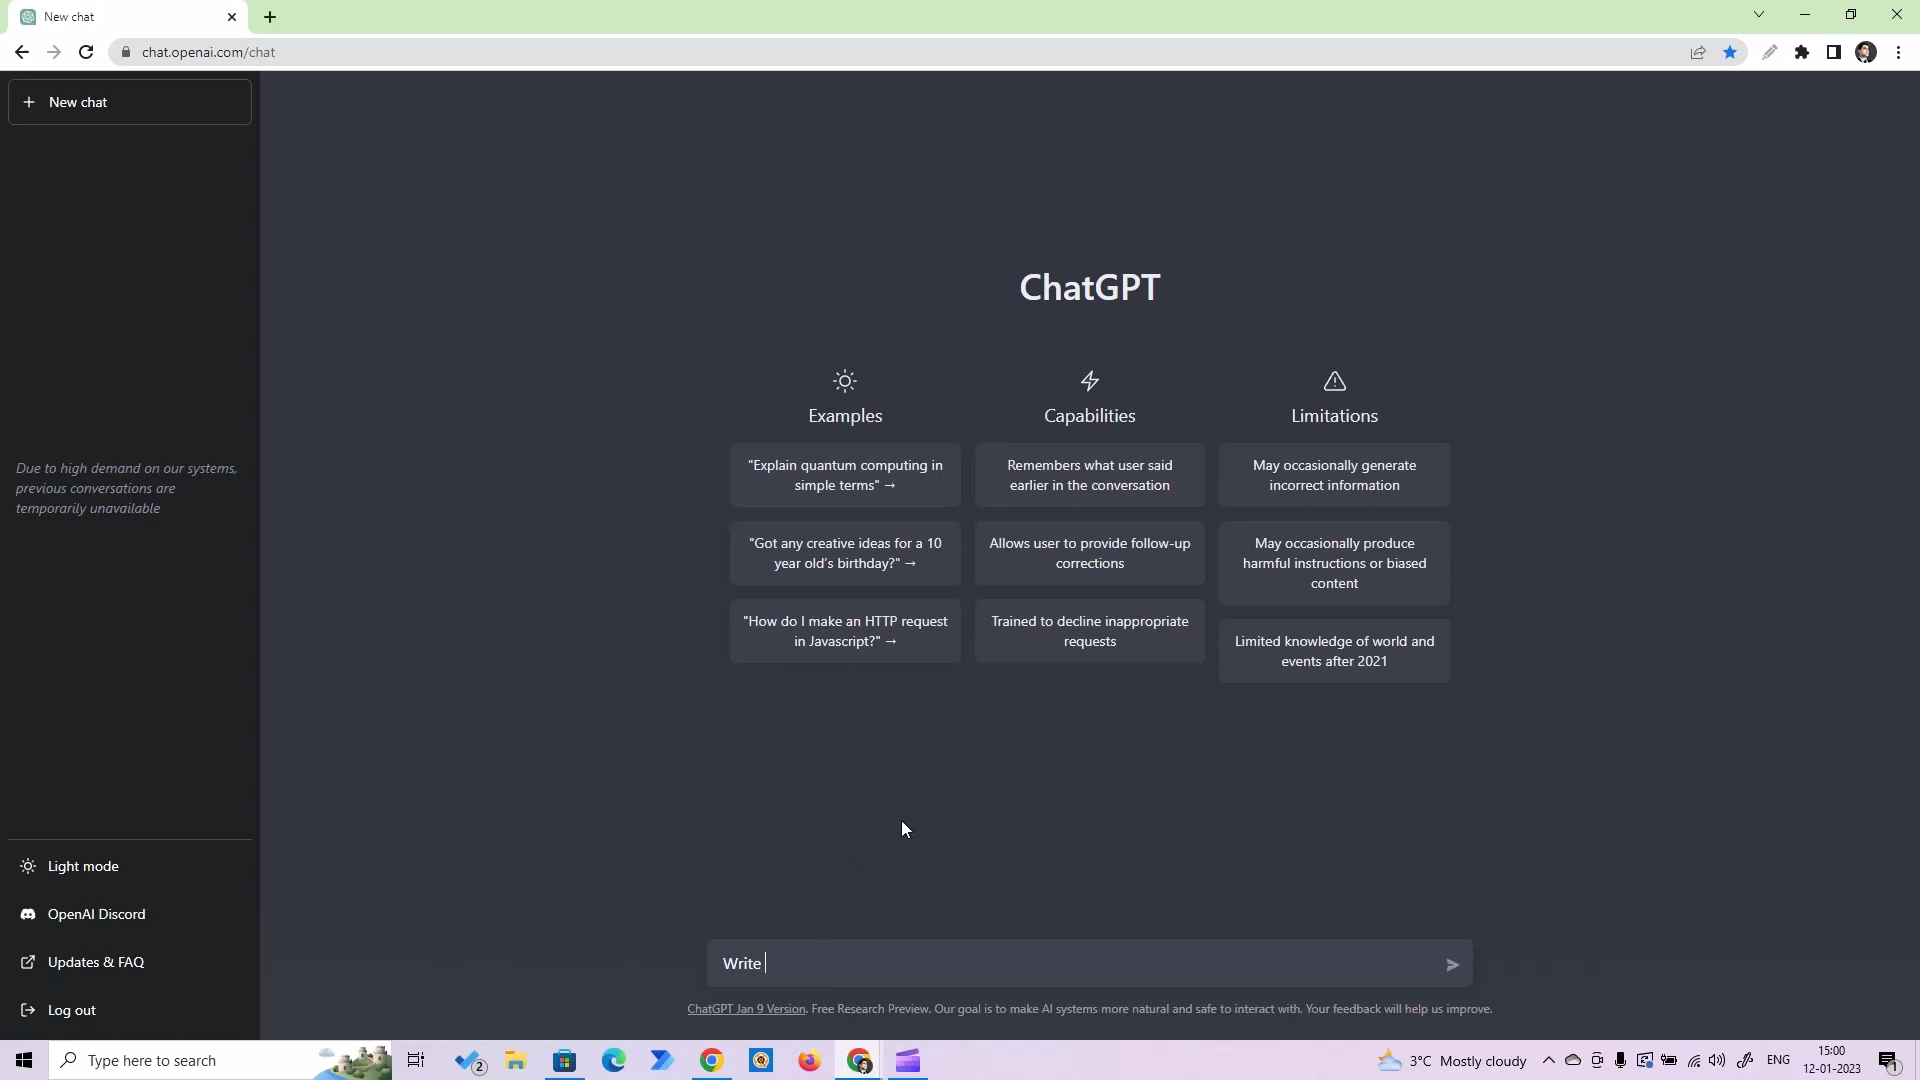 New chat
chat.openai.com/chat
New chat
ChatGPT
Examples
Capabilities
Limitations
"Explain quantum computing in
simple terms" →
Remembers what user said
earlier in the conversation
May occasionally generate
incorrect information
"Got any creative ideas for a 10
year old's birthday?" →
Allows user to provide follow-up
corrections
May occasionally produce
harmful instructions or biased
content
"How do I make an HTTP request
in Javascript?" →
Trained to decline inappropriate
requests
Limited knowledge of world and
events after 2021
Due to high demand on our systems,
previous conversations are
temporarily unavailable
Light mode
OpenAI Discord
Updates & FAQ
Log out
Write
ChatGPT Jan 9 Version. Free Research Preview. Our goal is to make AI systems more natural and safe to interact with. Your feedback will help us improve.
Type here to search
2
3°C Mostly cloudy
ENG
15:00
12-01-2023
1